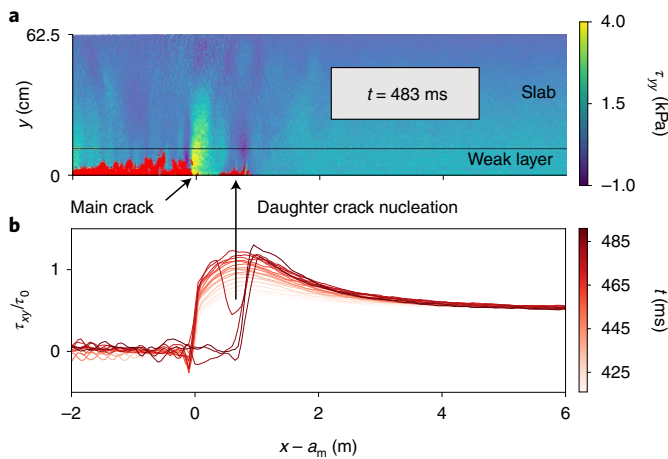 a
62.5
y (cm)
0
t = 483 ms
Slab
Weak layer
4.0
1.5
–1.0
τyy (kPa)
Main crack
Daughter crack nucleation
b
1
0
τxy/τ0
–2
0
2
4
6
x – am (m)
485
465
445
425
t (ms)